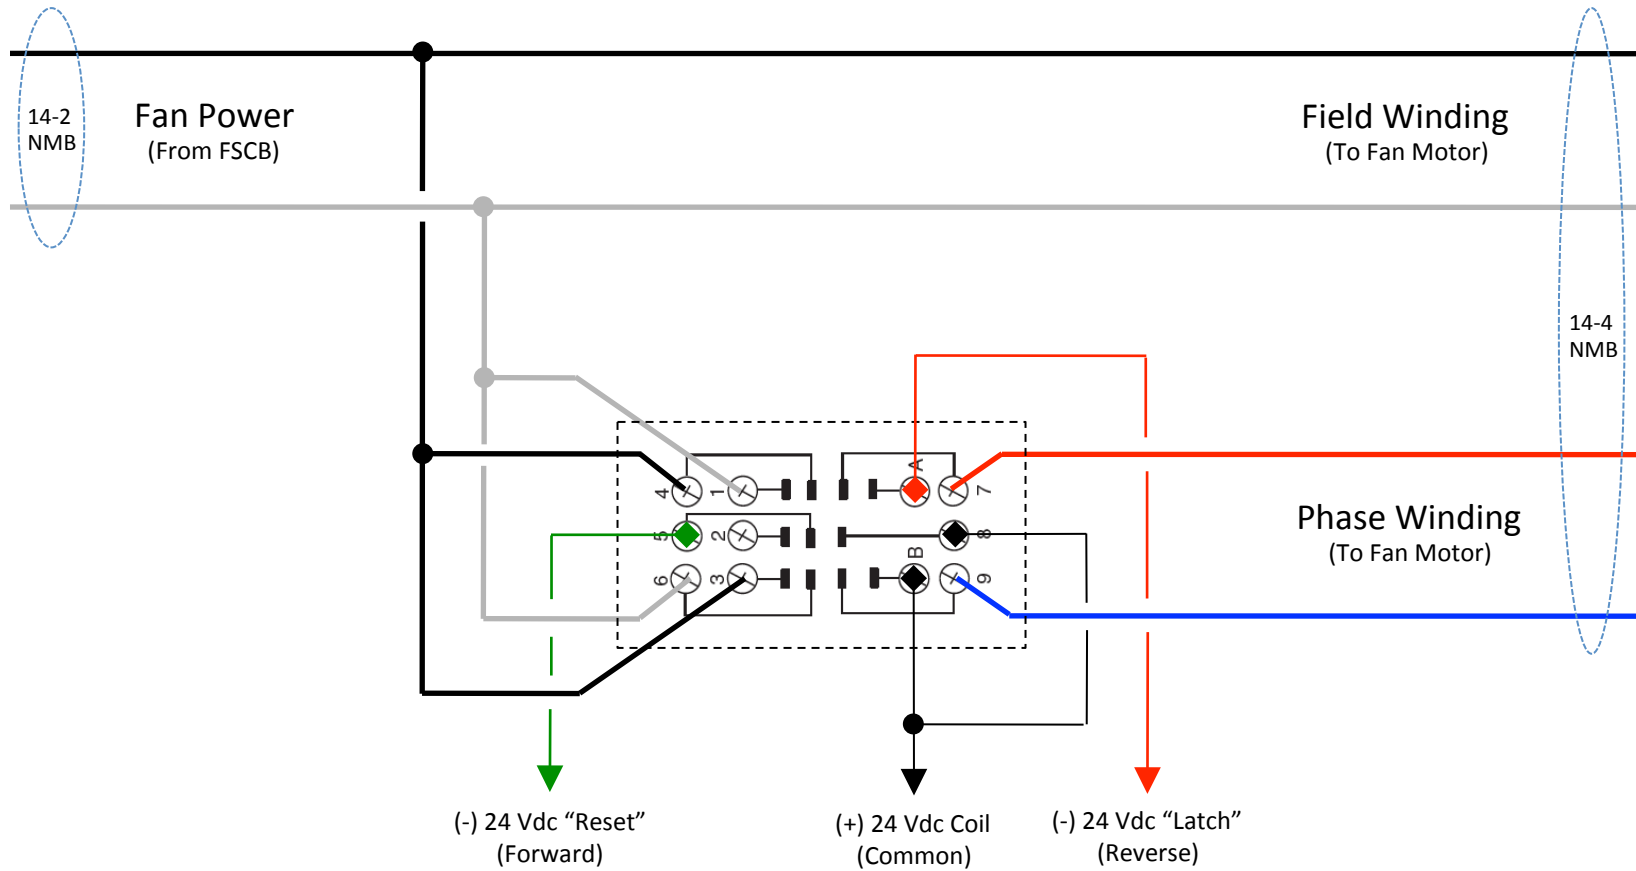 14-2
NMB
Fan Power
(From FSCB)
Field Winding
(To Fan Motor)
14-4
NMB
4
1
A
7
5
2
B
8
6
3
9
Phase Winding
(To Fan Motor)
(-) 24 Vdc “Reset”
(Forward)
(+) 24 Vdc Coil
(Common)
(-) 24 Vdc “Latch”
(Reverse)